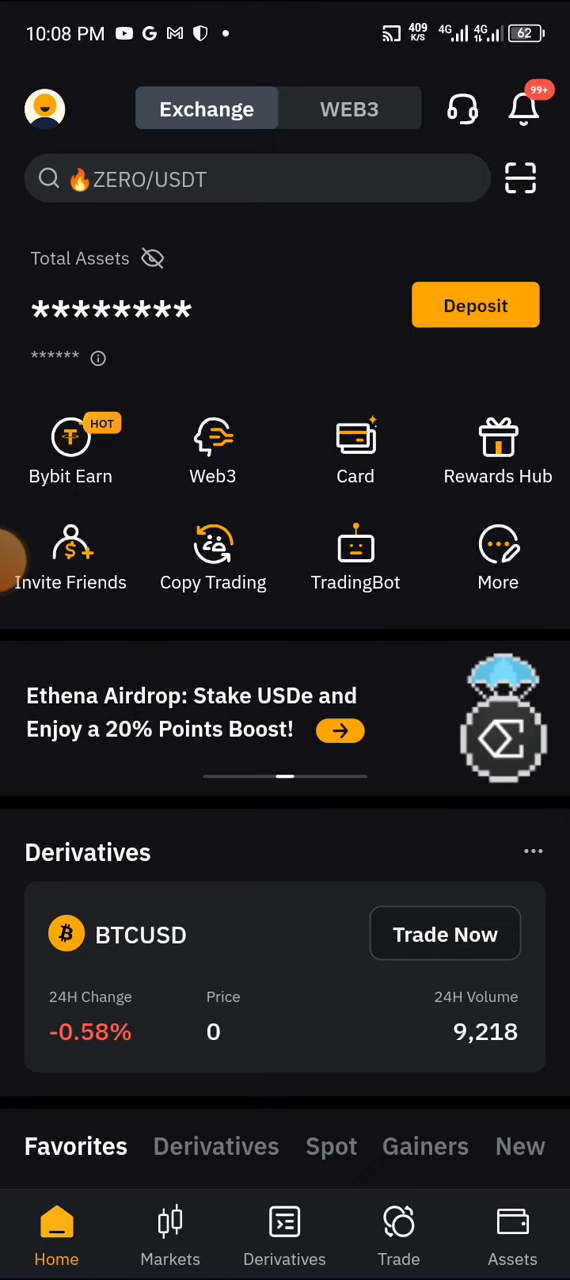 10:08 PM
409
K/S
4G
4G
62
Exchange
WEB3
99+
🔥ZERO/USDT
Total Assets
********
Deposit
******
HOT
Bybit Earn
Web3
Card
Rewards Hub
Invite Friends
Copy Trading
TradingBot
More
Ethena Airdrop: Stake USDe and
Enjoy a 20% Points Boost!
Derivatives
BTCUSD
Trade Now
24H Change
Price
24H Volume
-0.58%
0
9,218
Favorites
Derivatives
Spot
Gainers
New
Home
Markets
Derivatives
Trade
Assets